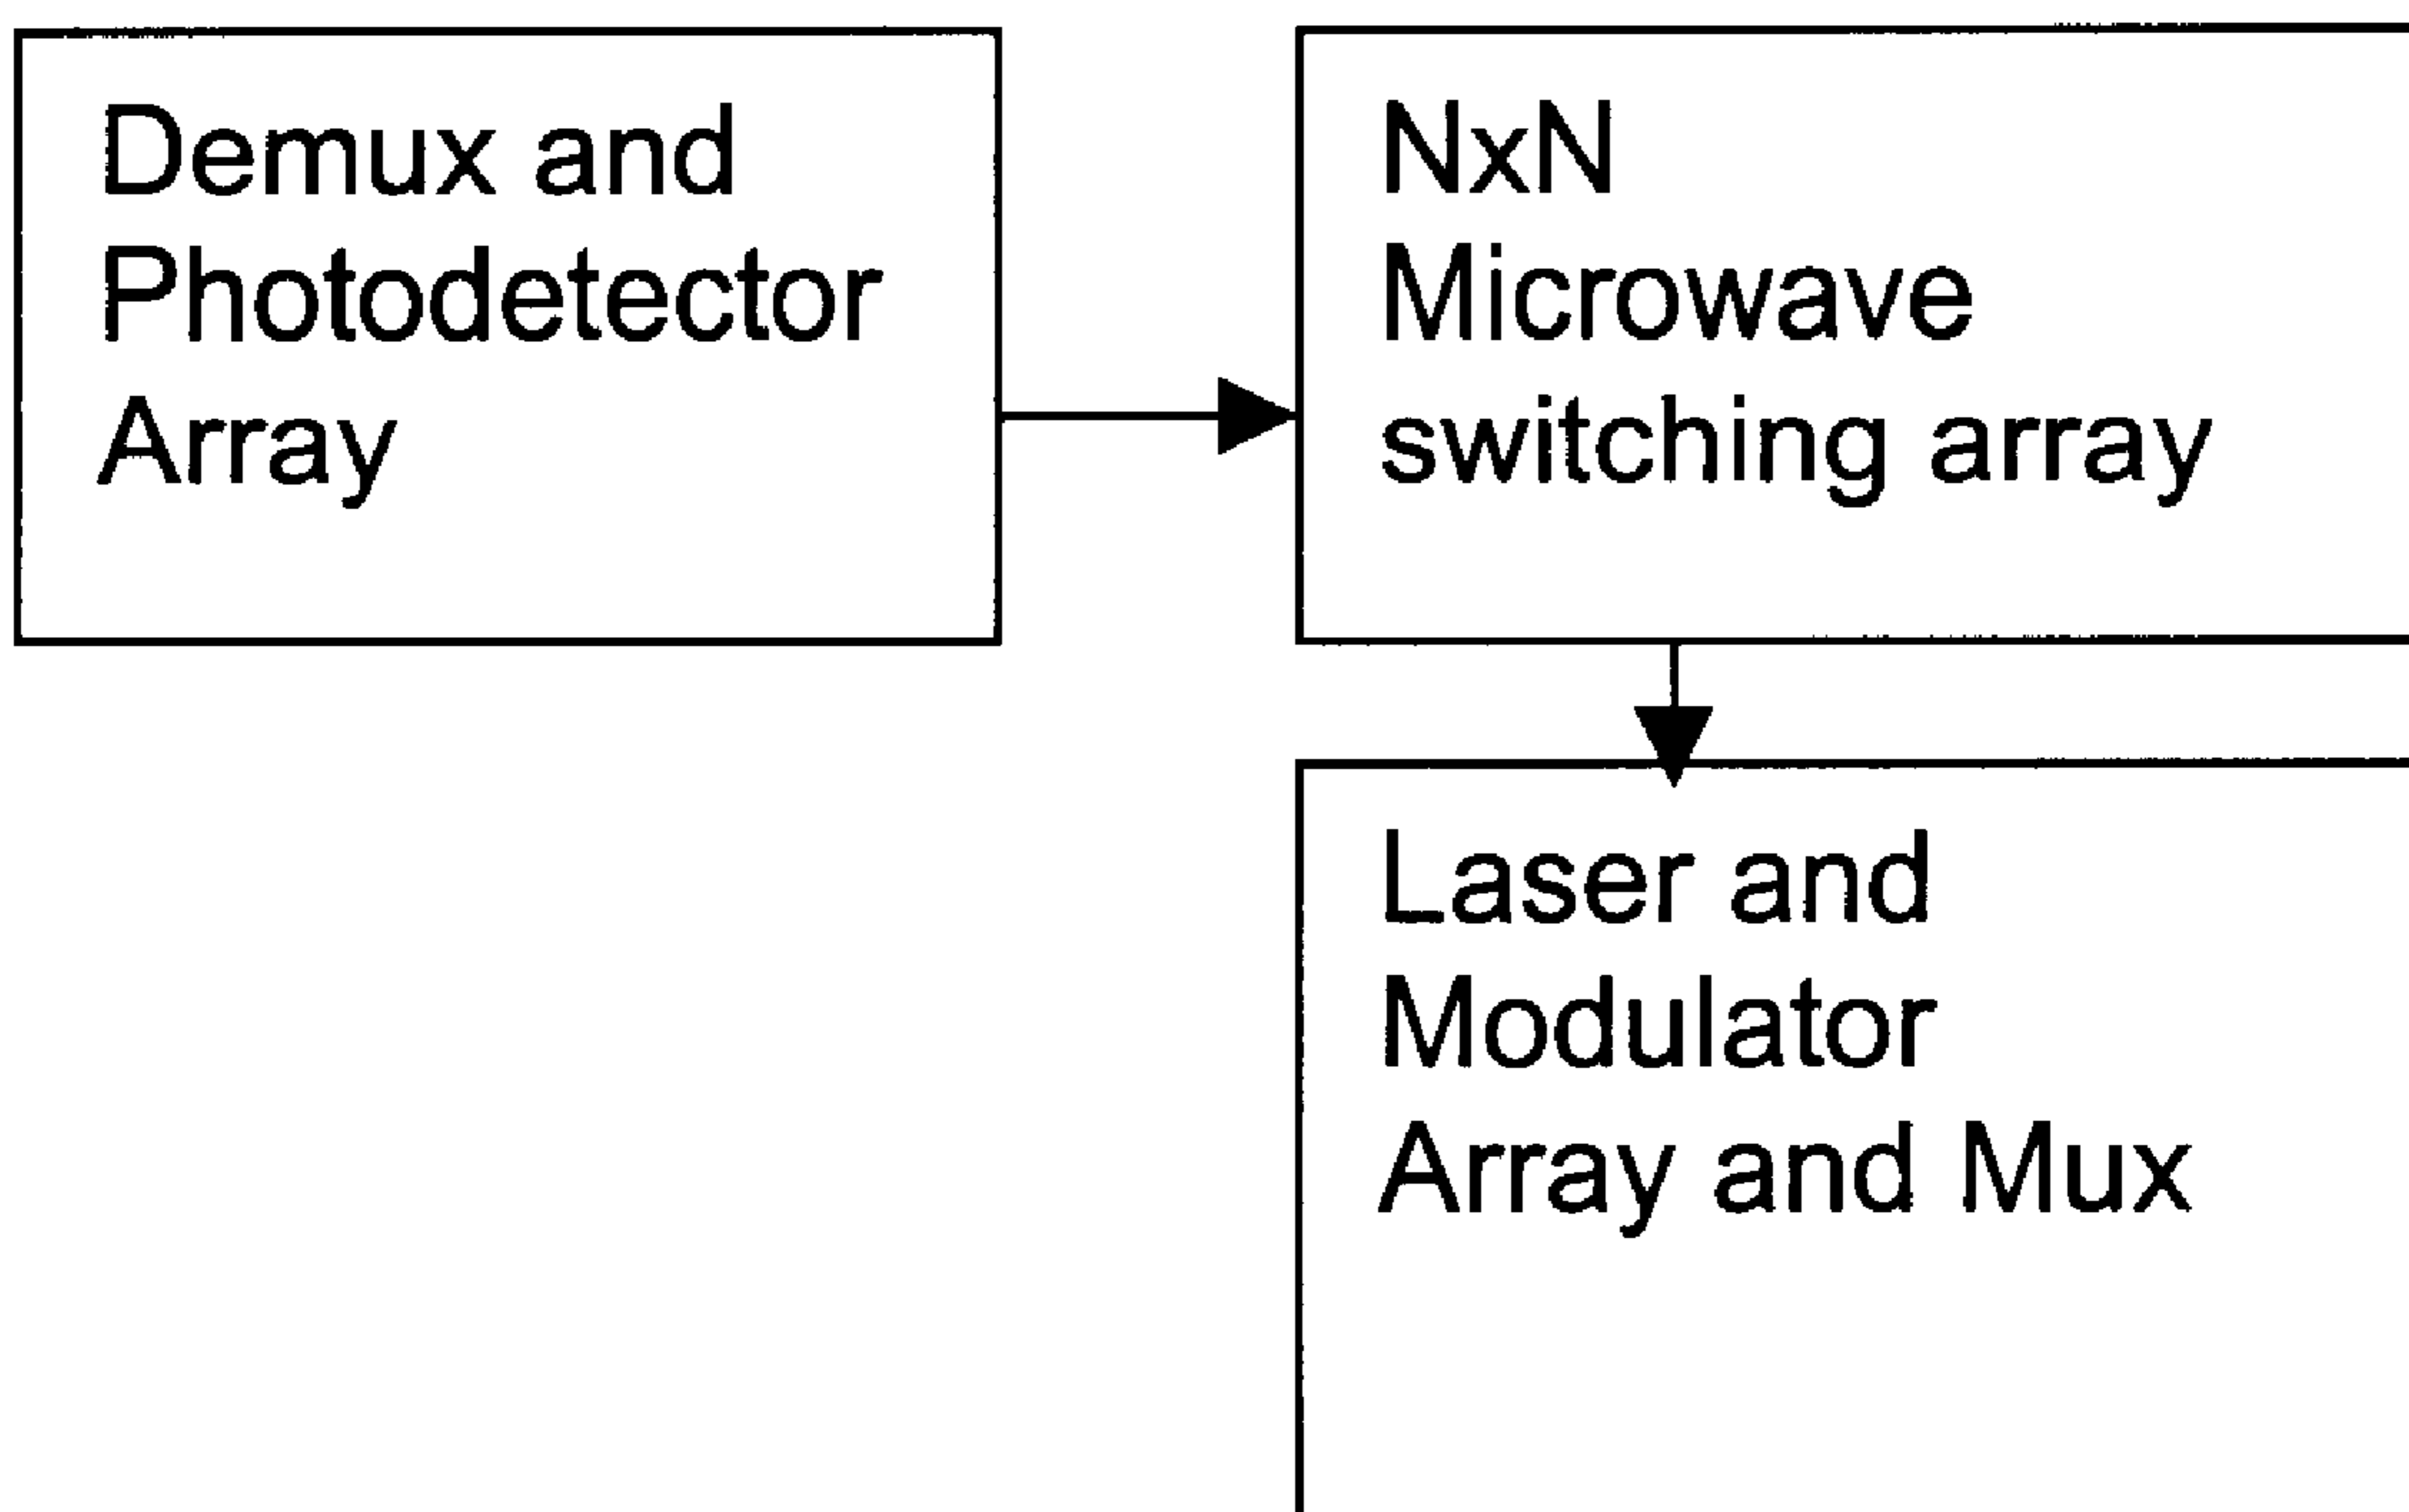 Demux and
Photodetector
Array
NxN
Microwave
switching array
Laser and
Modulator
Array and Mux